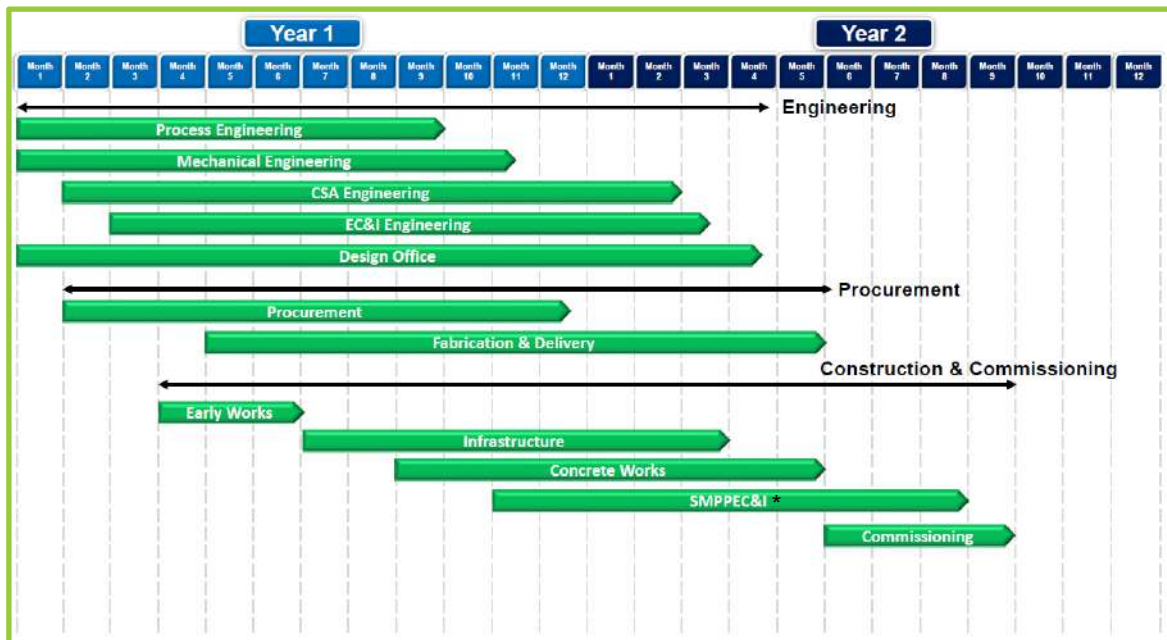 Year 1 Year 2
Month 1 Month 2 Month 3 Month 4 Month 5 Month 6 Month 7 Month 8 Month 9 Month 10 Month 11 Month 12 Month 1 Month 2 Month 3 Month 4 Month 5 Month 6 Month 7 Month 8 Month 9 Month 10 Month 11 Month 12
Engineering
Process Engineering
Mechanical Engineering
CSA Engineering
EC&I Engineering
Design Office
Procurement
Procurement
Fabrication & Delivery
Construction & Commissioning
Early Works
Infrastructure
Concrete Works
SMPPEC&I *
Commissioning